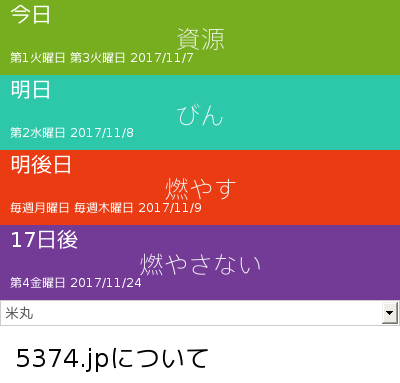 今日
資源
第1火曜日 第3火曜日 2017/11/7
明日
びん
第2水曜日 2017/11/8
明後日
燃やす
毎週月曜日 毎週木曜日 2017/11/9
17日後
燃やさない
第4金曜日 2017/11/24
米丸
5374.jpについて